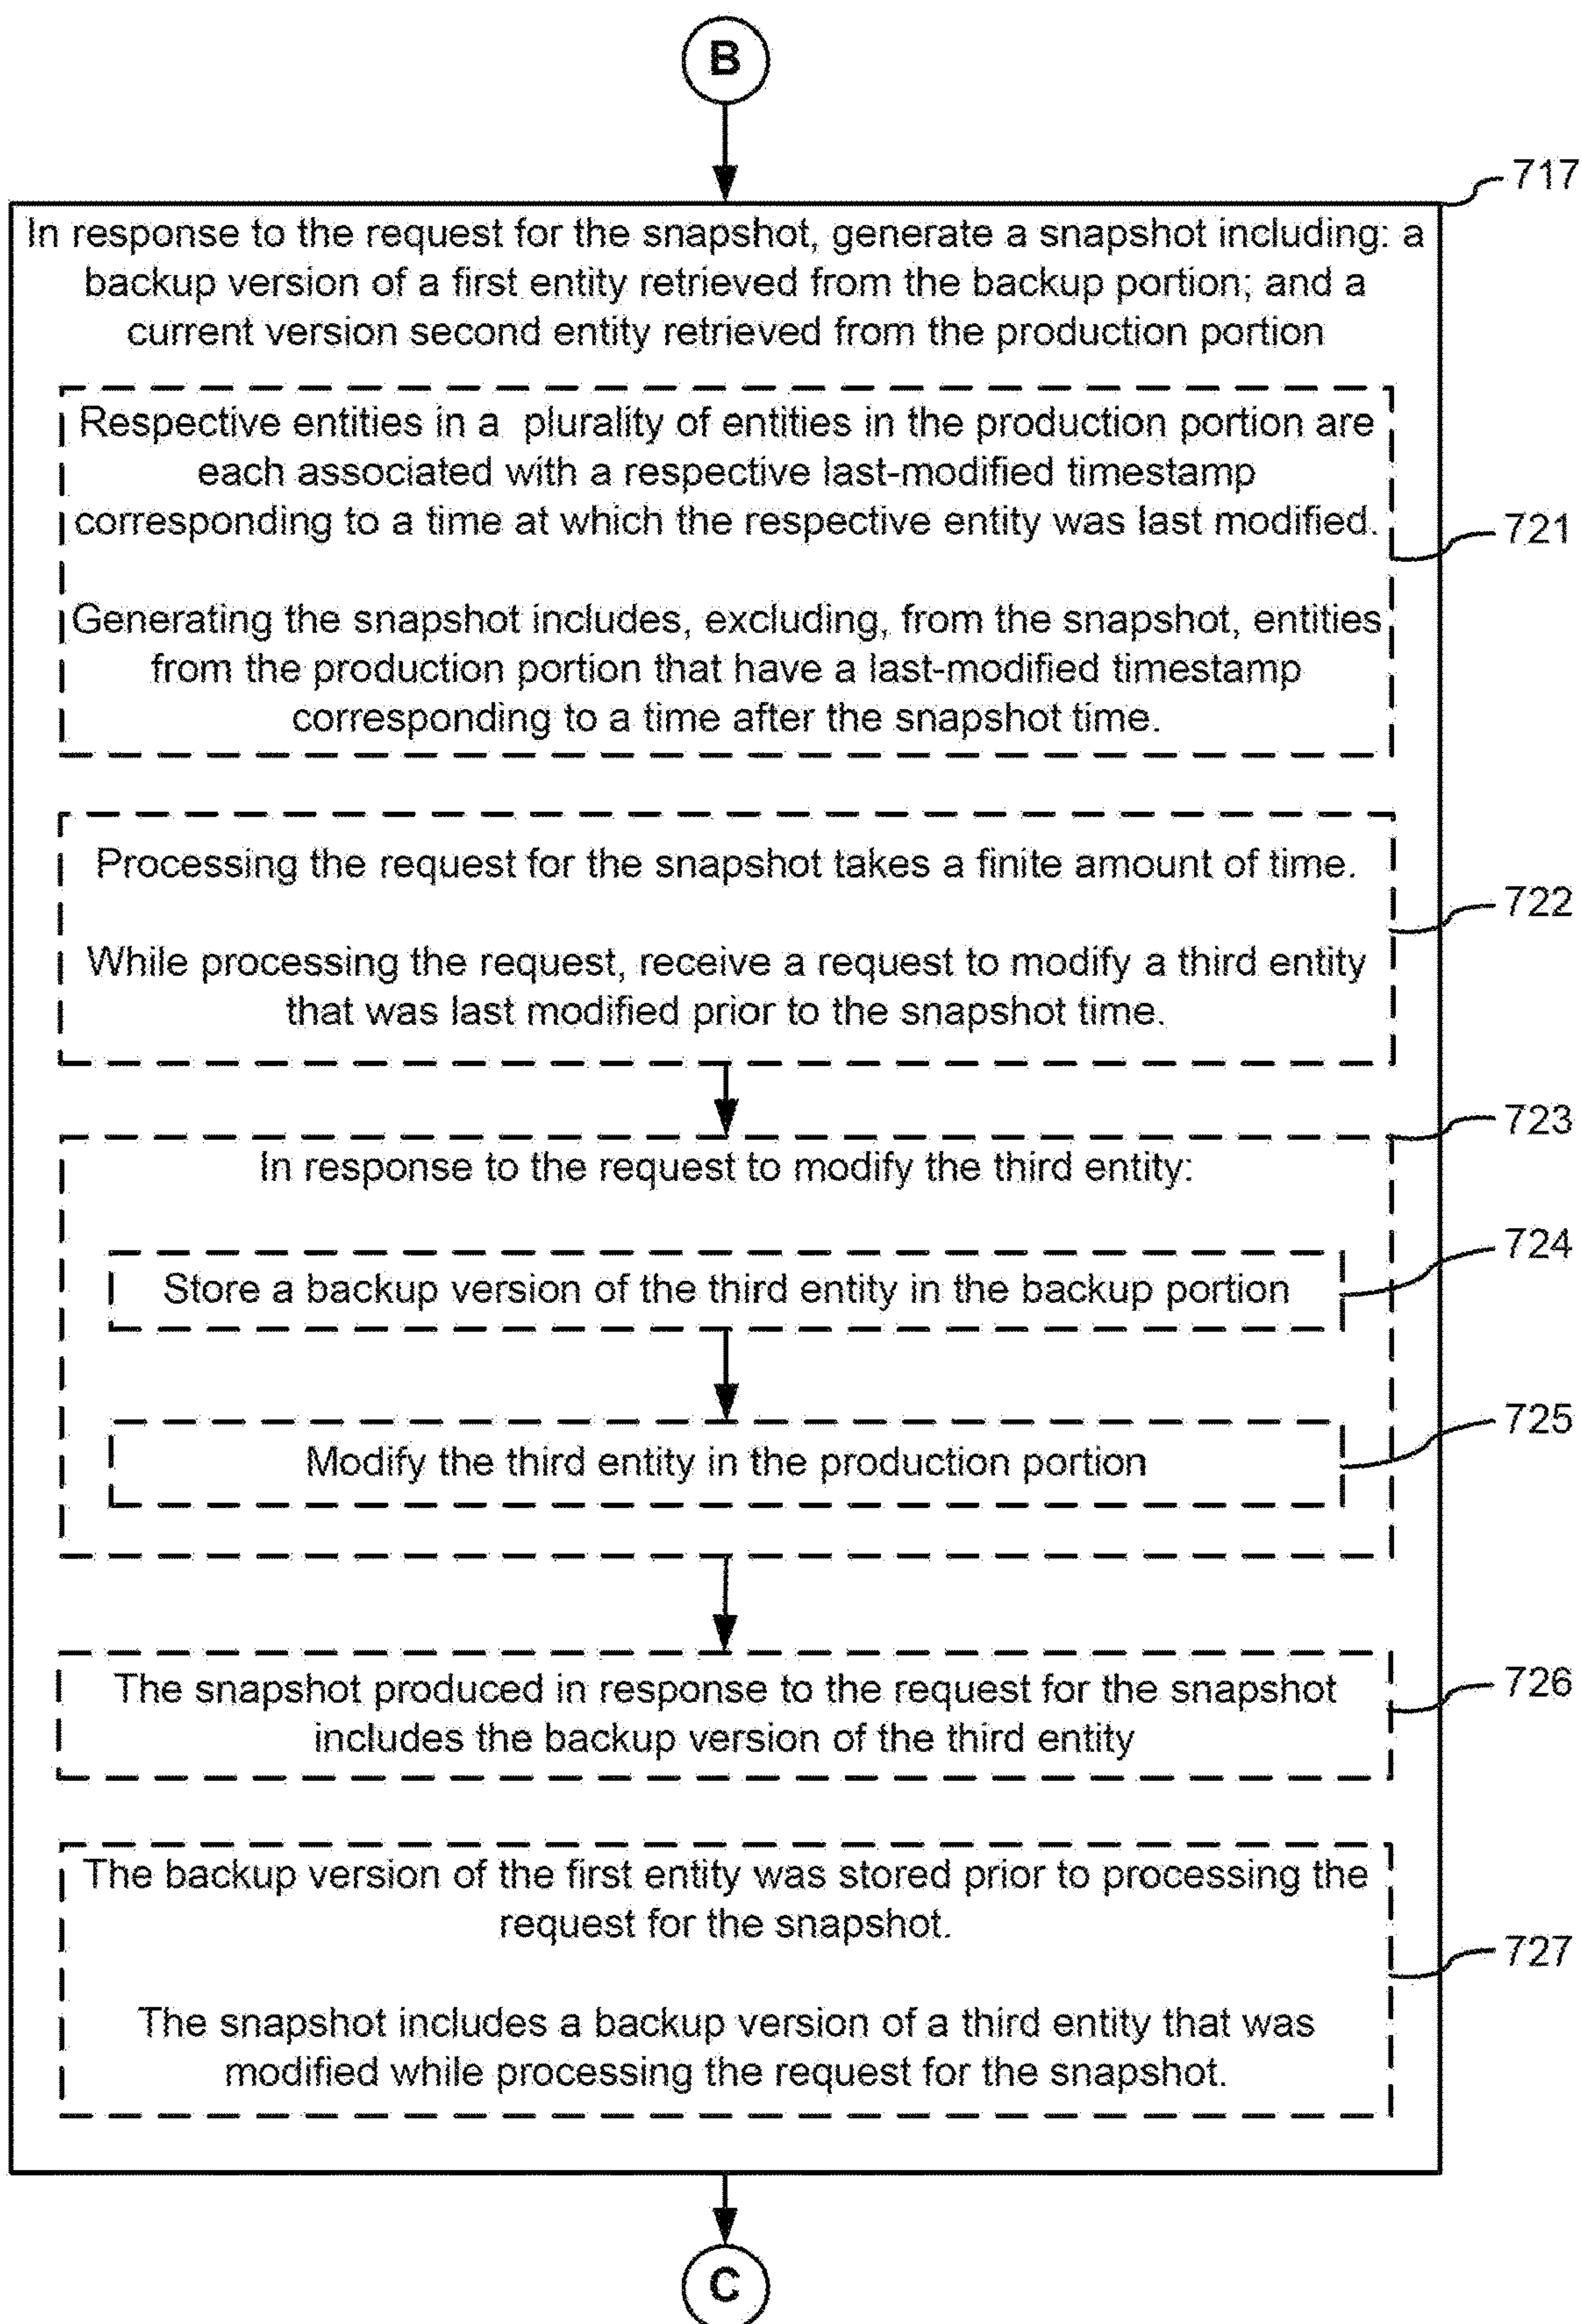 B
717
In response to the request for the snapshot, generate a snapshot including: a
backup version of a first entity retrieved from the backup portion; and a
current version second entity retrieved from the production portion
Respective entities in a plurality of entities in the production portion are
each associated with a respective last-modified timestamp
corresponding to a time at which the respective entity was last modified.
721
Generating the snapshot includes, excluding, from the snapshot, entities
from the production portion that have a last-modified timestamp
corresponding to a time after the snapshot time.
Processing the request for the snapshot takes a finite amount of time.
722
While processing the request, receive a request to modify a third entity
that was last modified prior to the snapshot time.
723
In response to the request to modify the third entity:
724
Store a backup version of the third entity in the backup portion
725
Modify the third entity in the production portion
726
The snapshot produced in response to the request for the snapshot
includes the backup version of the third entity
The backup version of the first entity was stored prior to processing the
request for the snapshot.
727
The snapshot includes a backup version of a third entity that was
modified while processing the request for the snapshot.
C